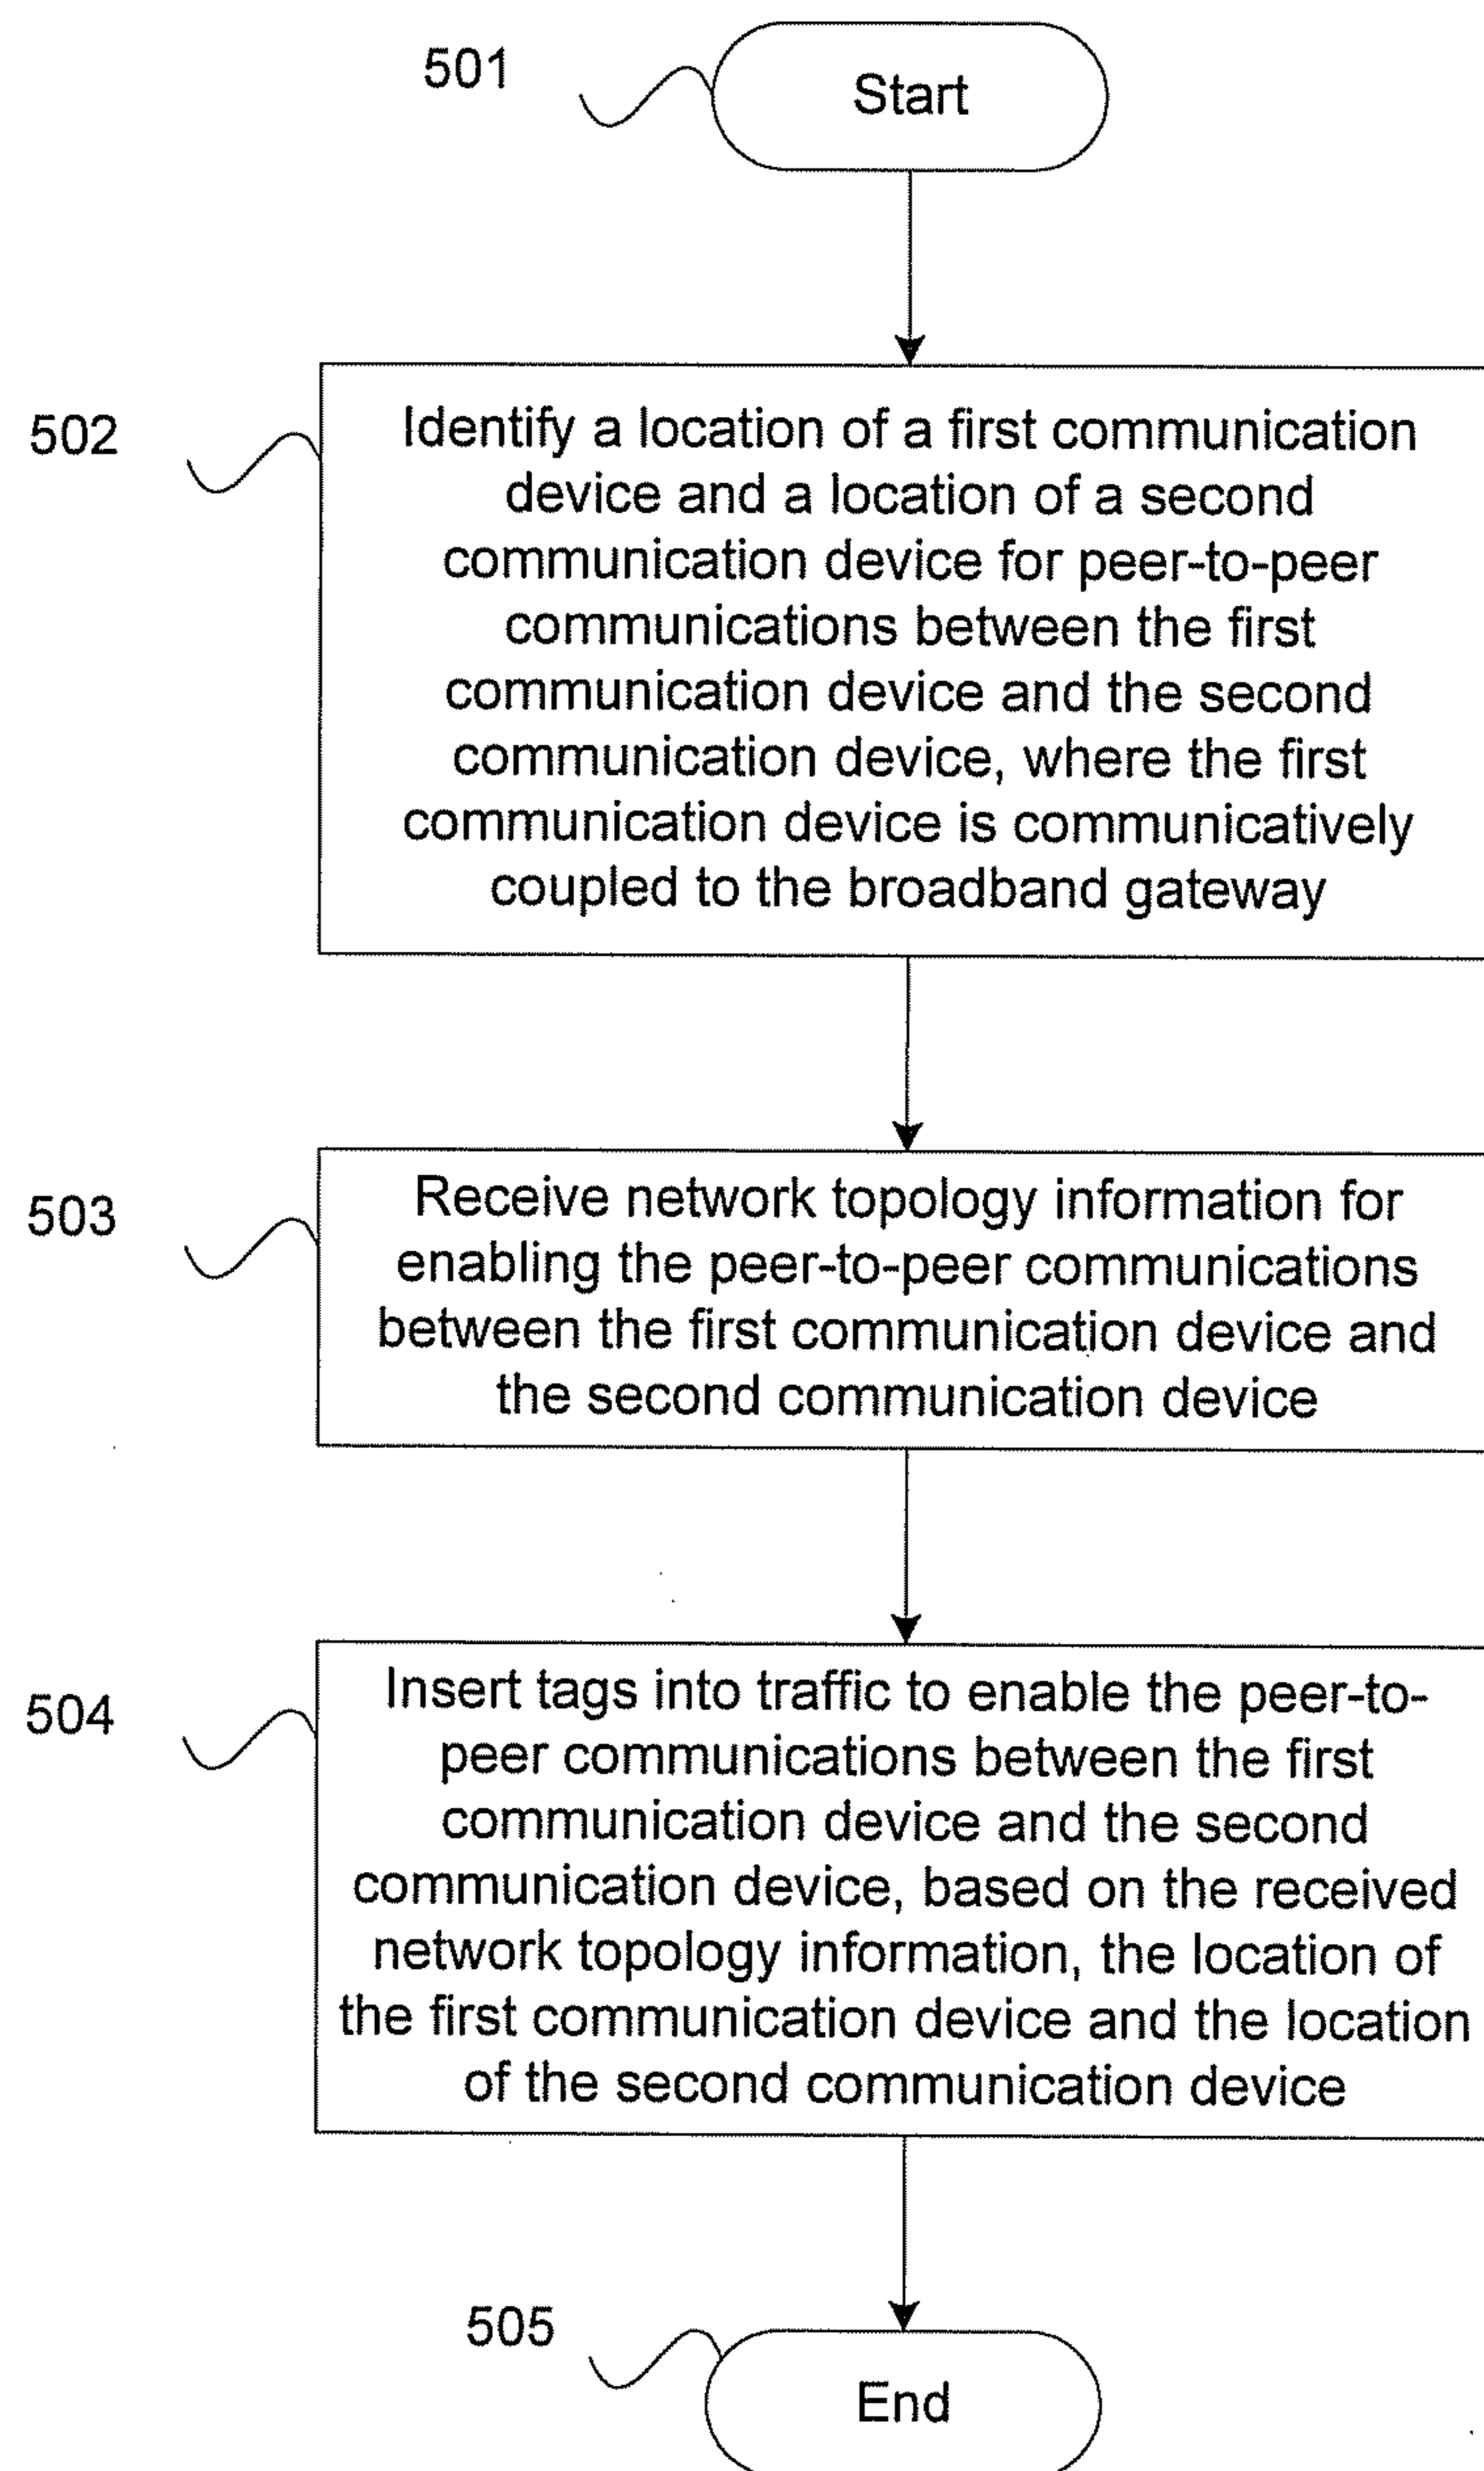 501
Start
502
Identify a location of a first communication
device and a location of a second
communication device for peer-to-peer
communications between the first
communication device and the second
communication device, where the first
communication device is communicatively
coupled to the broadband gateway
503
Receive network topology information for
enabling the peer-to-peer communications
between the first communication device and
the second communication device
504
Insert tags into traffic to enable the peer-to-
peer communications between the first
communication device and the second
communication device, based on the received
network topology information, the location of
the first communication device and the location
of the second communication device
505
End